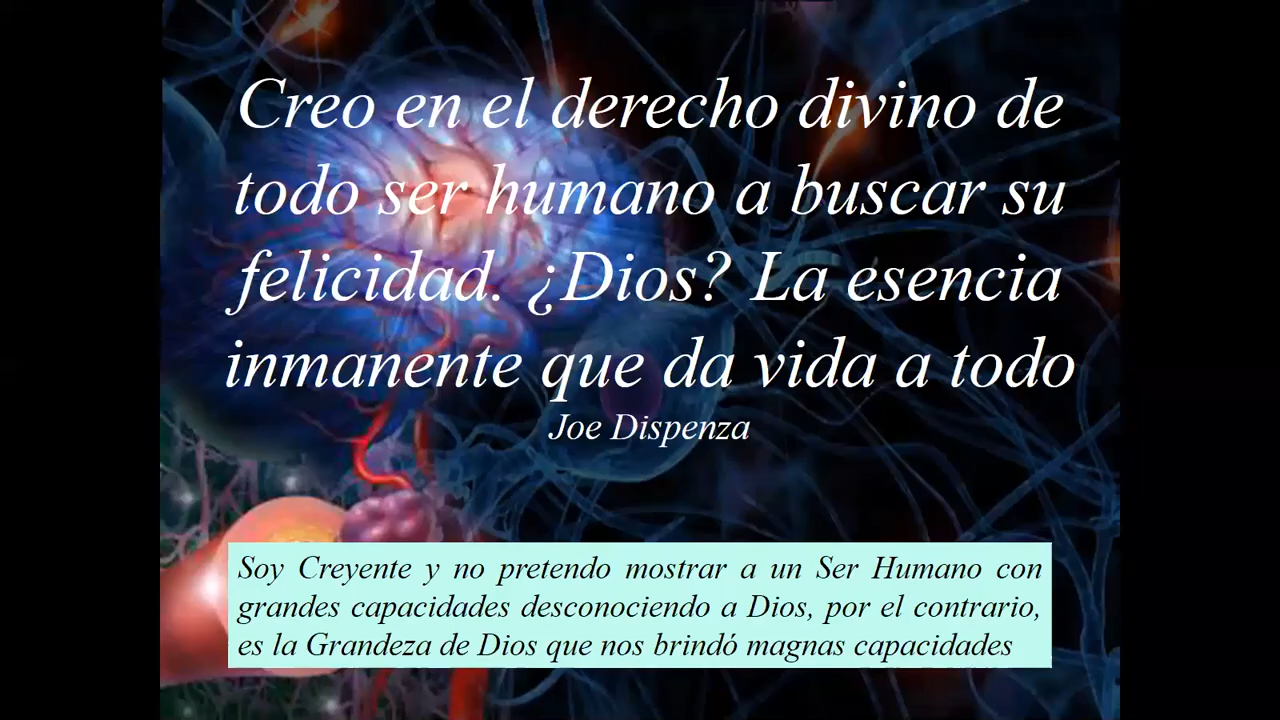 Creo en el derecho divino de
todo ser humano a buscar su
felicidad. ¿Dios? La esencia
inmanente que da vida a todo
Joe Dispenza
Soy Creyente y no pretendo mostrar a un Ser Humano con
grandes capacidades desconociendo a Dios, por el contrario,
es la Grandeza de Dios que nos brindó magnas capacidades